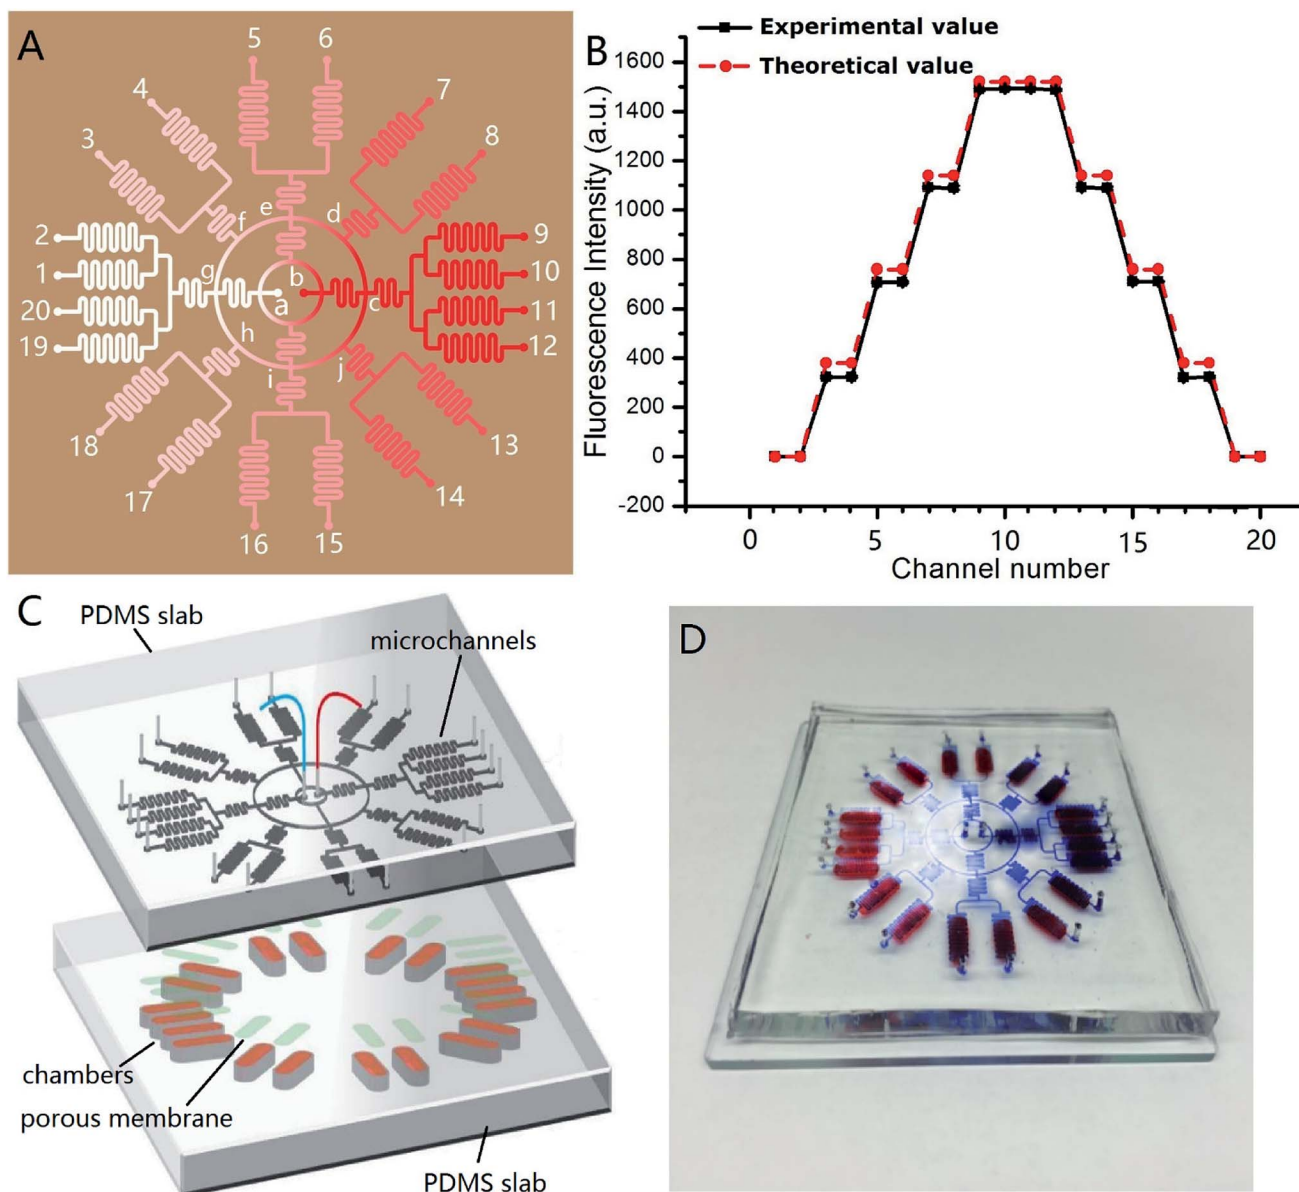 A
5
6
4
7
3
8
e
d
f
2
9
1
g
b
10
a
c
20
11
h
19
12
i
j
18
13
17
14
16
15
B
Experimental value
Theoretical value
Fluorescence Intensity (a.u.)
1600
1400
1200
1000
800
600
400
200
0
-200
0
5
10
15
20
Channel number
C
PDMS slab
microchannels
chambers
porous membrane
PDMS slab
D